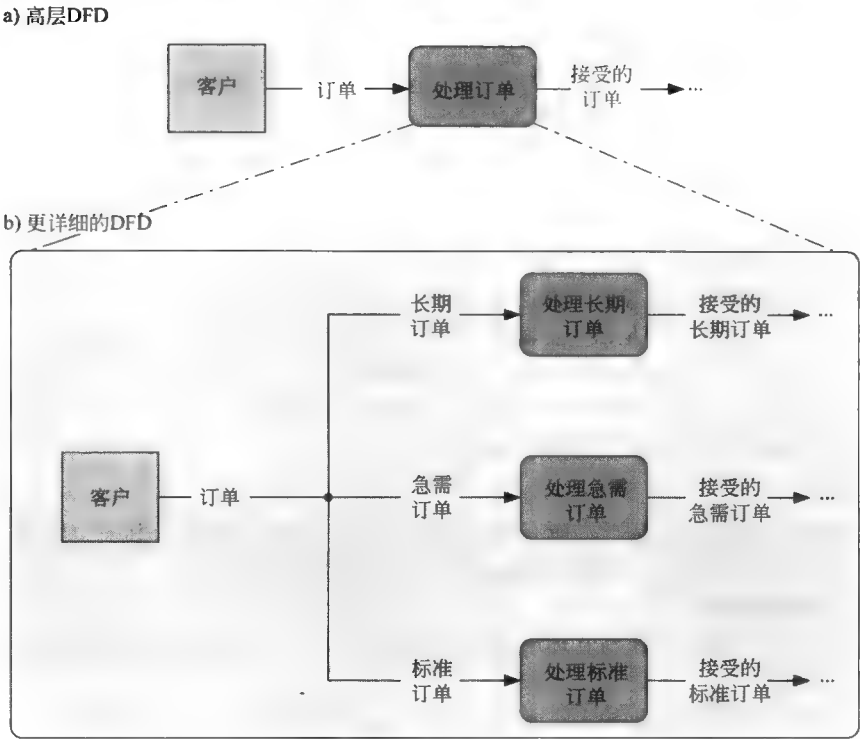 a) 高层DFD
客户
订单
处理订单
接受的
订单
...
b) 更详细的DFD
长期
订单
处理长期
订单
接受的
长期订单
...
客户
订单
急需
订单
处理急需
订单
接受的
急需订单
...
标准
订单
处理标准
订单
接受的
标准订单
...